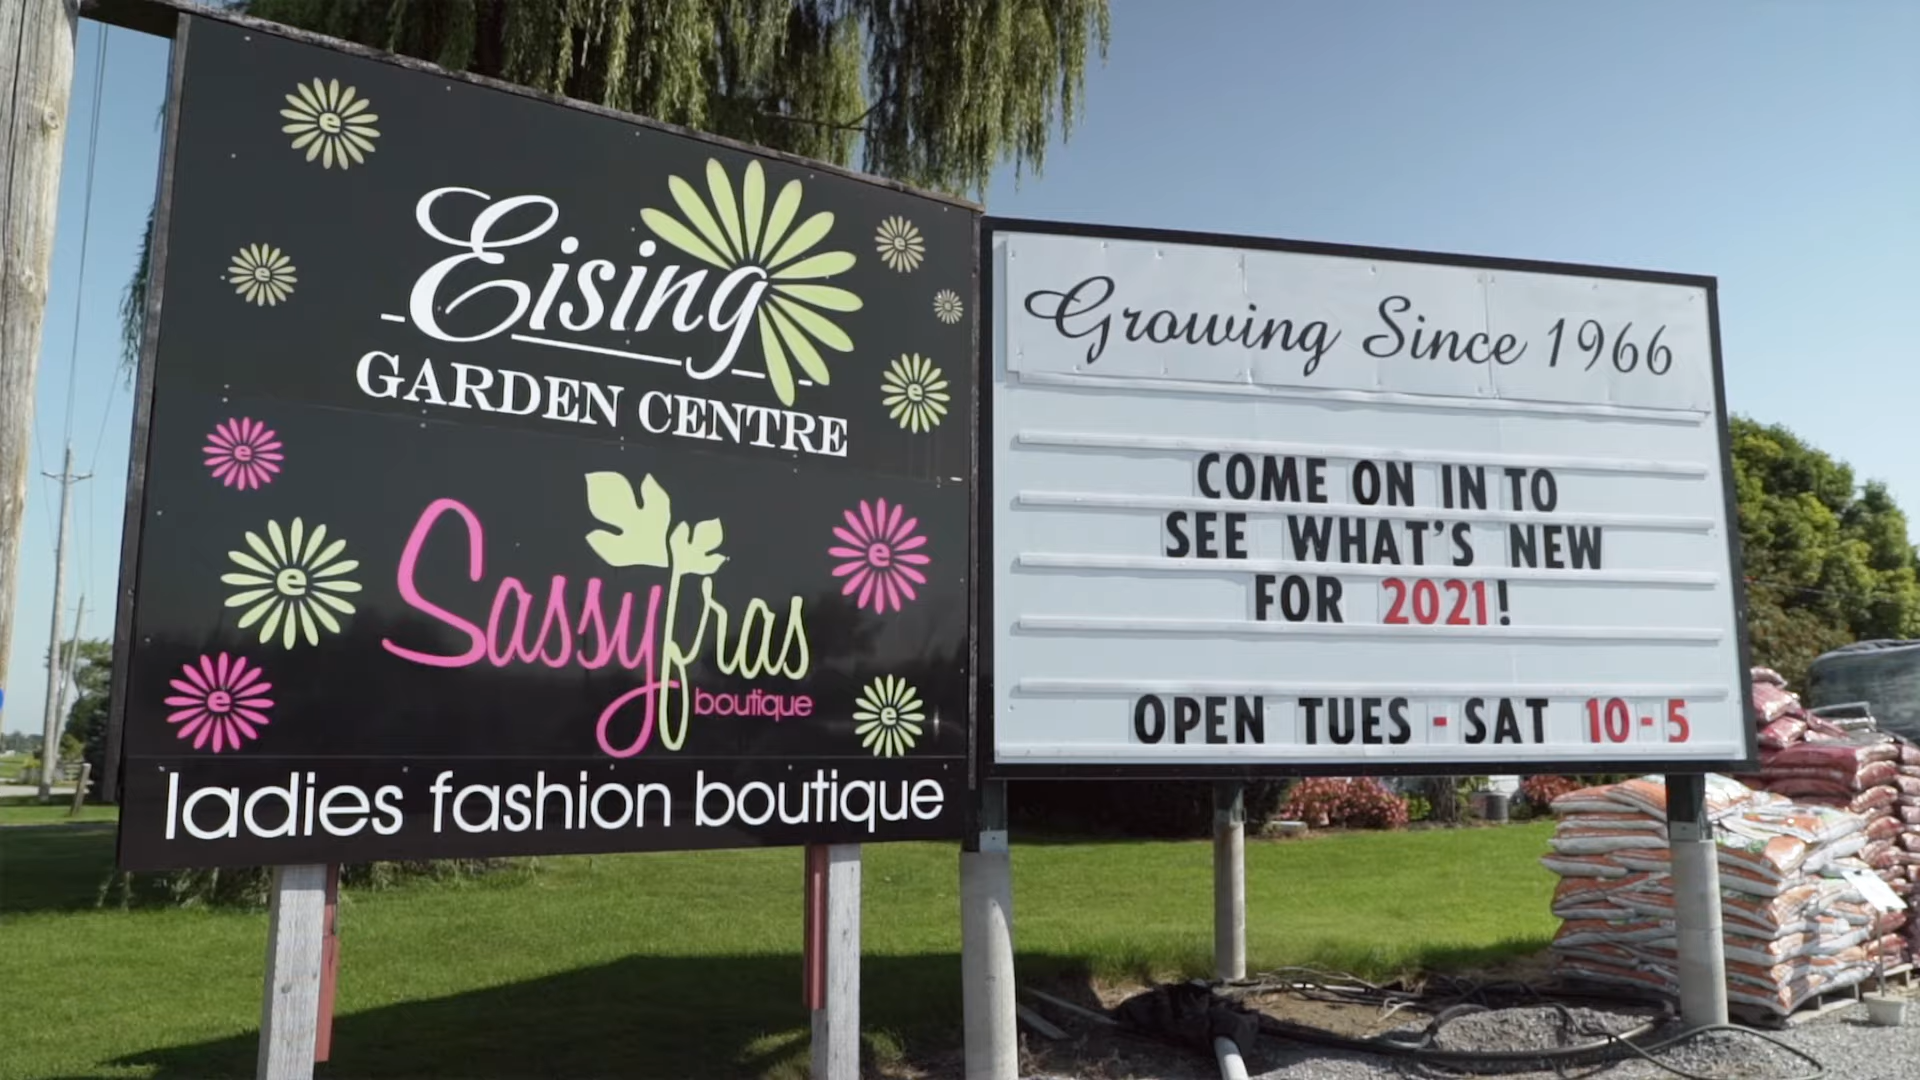 Eising
GARDEN CENTRE
Sassyfras
boutique
ladies fashion boutique
Growing Since 1966
COME ON IN TO
SEE WHAT'S NEW
FOR 2021!
OPEN TUES - SAT 10-5
e
e
e
e
e
e
e
e
e
e